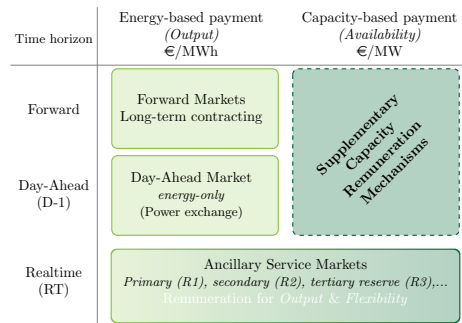 Time horizon
Energy-based payment
(Output)
€/MWh
Capacity-based payment
(Availability)
€/MW
Forward
Forward Markets
Long-term contracting
Supplementary
Capacity
Remuneration
Mechanisms
Day-Ahead
(D-1)
Day-Ahead Market
energy-only
(Power exchange)
Realtime
(RT)
Ancillary Service Markets
Primary (R1), secondary (R2), tertiary reserve (R3),...
Remuneration for Output & Flexibility